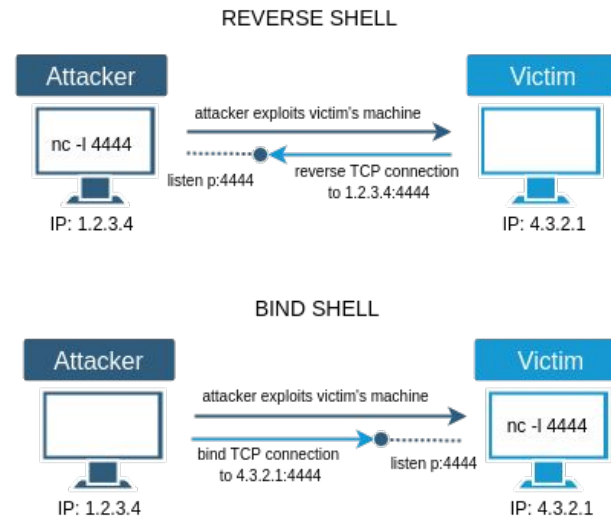 REVERSE SHELL
Attacker
Victim
attacker exploits victim's machine
nc -l 4444
listen p:4444
reverse TCP connection
to 1.2.3.4:4444
IP: 1.2.3.4
IP: 4.3.2.1
BIND SHELL
Attacker
Victim
attacker exploits victim's machine
nc -l 4444
bind TCP connection
to 4.3.2.1:4444
listen p:4444
IP: 1.2.3.4
IP: 4.3.2.1